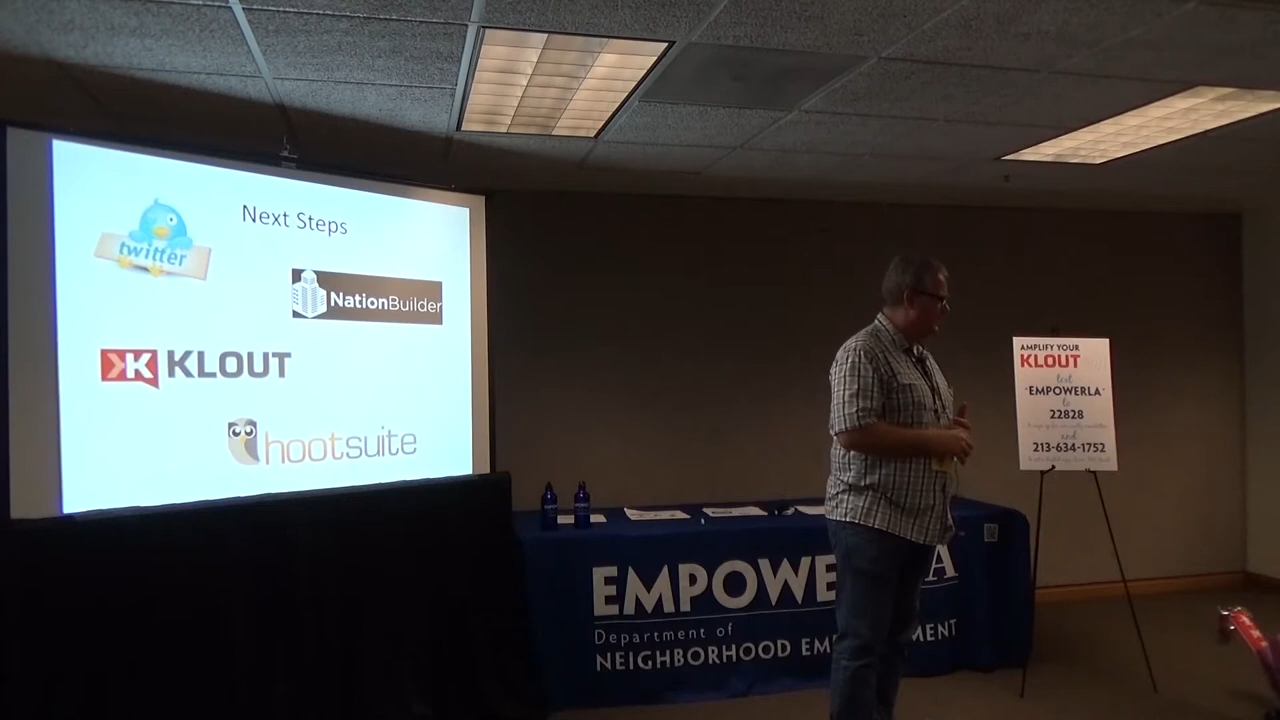 Next Steps
twitter
NationBuilder
KLOUT
hootsuite
AMPLIFY YOUR
KLOUT
text
"EMPOWERLA"
to
22828
and
213-634-1752
EMPOWE A
Department of
NEIGHBORHOOD EM MENT